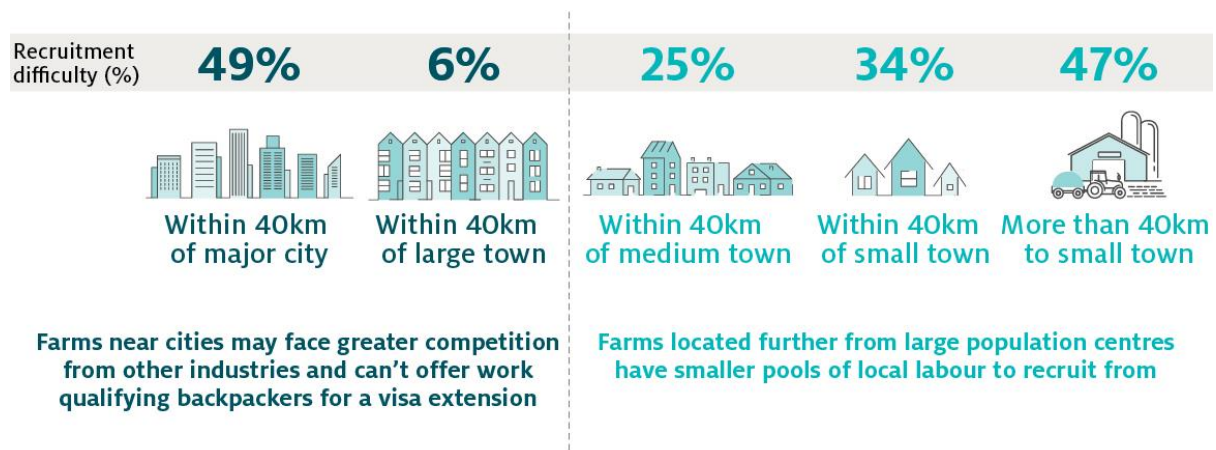 Recruitment
difficulty (%)
49%
6%
25%
34%
47%
Within 40km
of major city
Within 40km
of large town
Within 40km
of medium town
Within 40km
of small town
More than 40km
to small town
Farms near cities may face greater competition
from other industries and can’t offer work
qualifying backpackers for a visa extension
Farms located further from large population centres
have smaller pools of local labour to recruit from